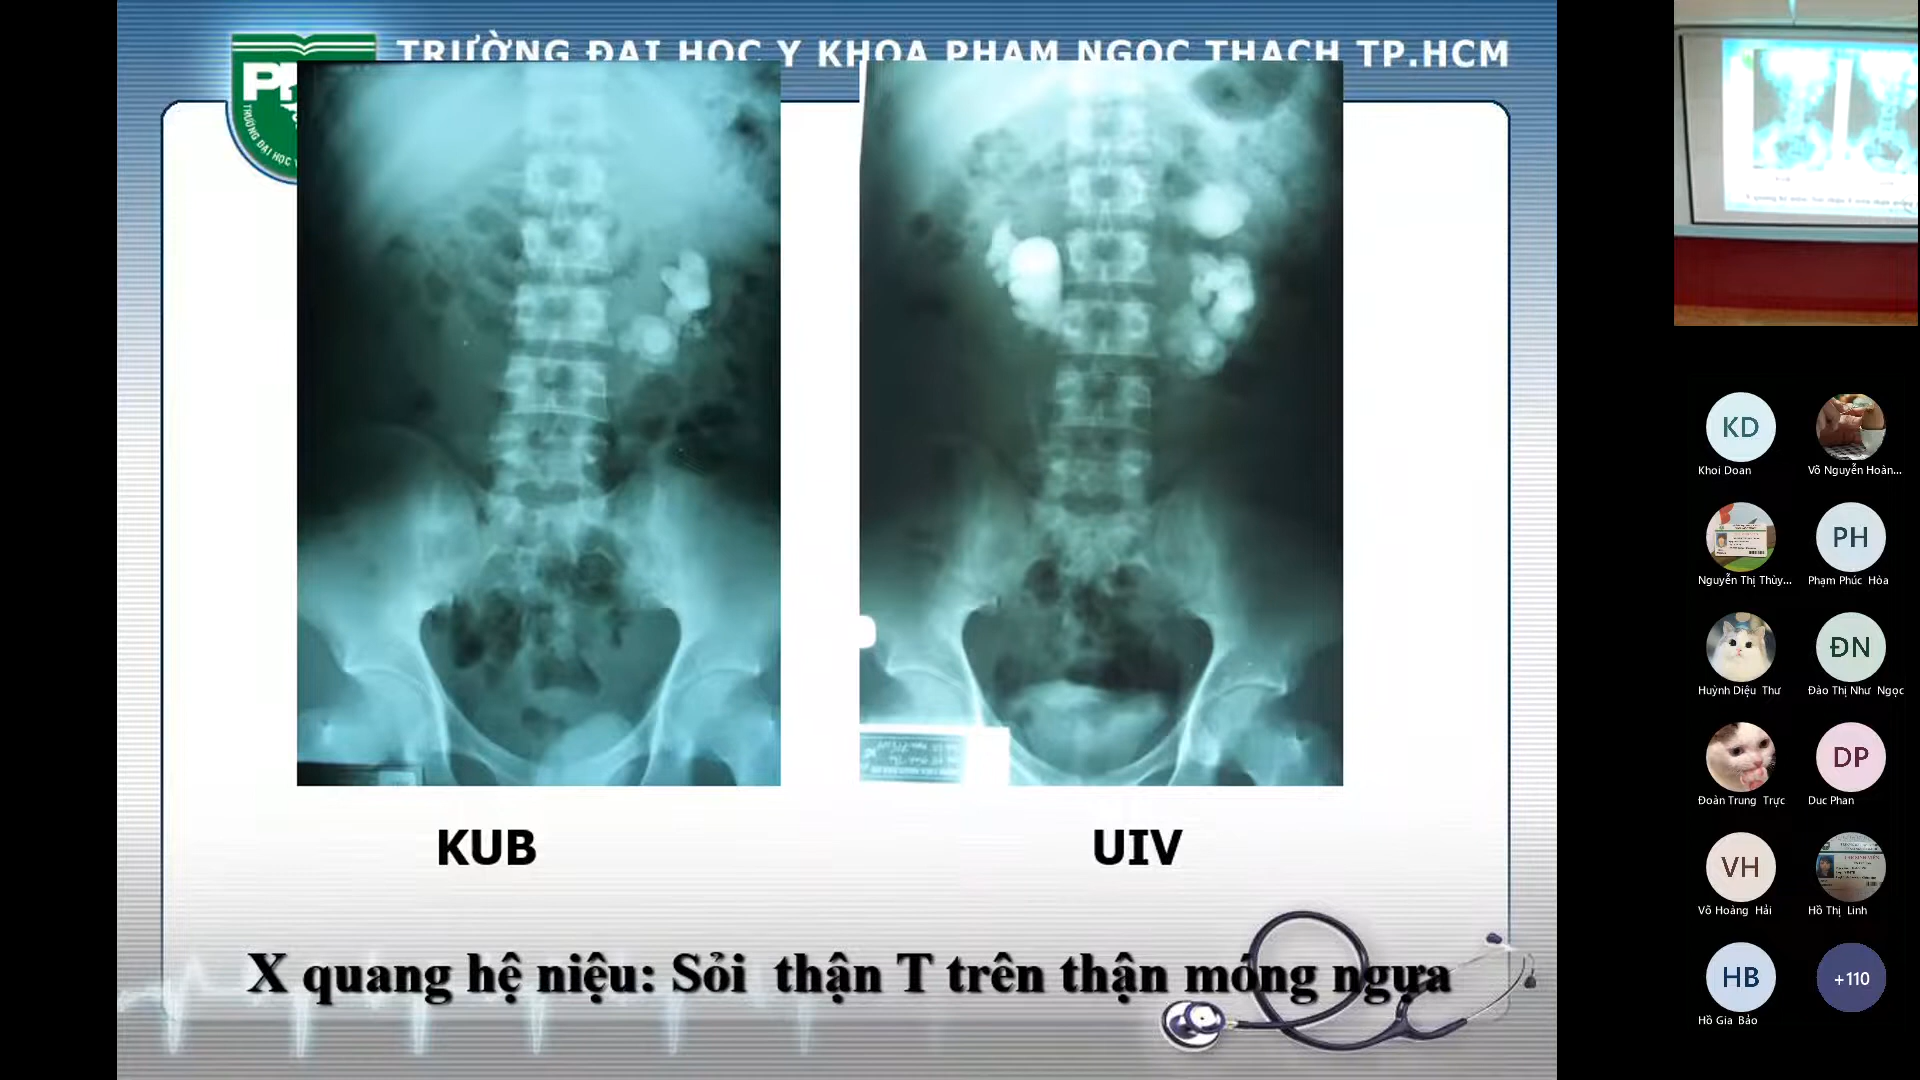 TRƯỜNG ĐẠI HỌC Y KHOA PHẠM NGỌC THẠCH TP.HCM
TRƯỜNG ĐẠI HỌC Y
KUB
UIV
X quang hệ niệu: Sỏi thận T trên thận móng ngựa
KD
Khoi Doan
Võ Nguyễn Hoàn...
Nguyễn Thị Thùy...
PH
Phạm Phúc Hòa
Huỳnh Diệu Thư
ĐN
Đào Thị Như Ngọc
Đoàn Trung Trực
DP
Duc Phan
VH
Võ Hoàng Hải
Hồ Thị Linh
HB
Hồ Gia Bảo
+110